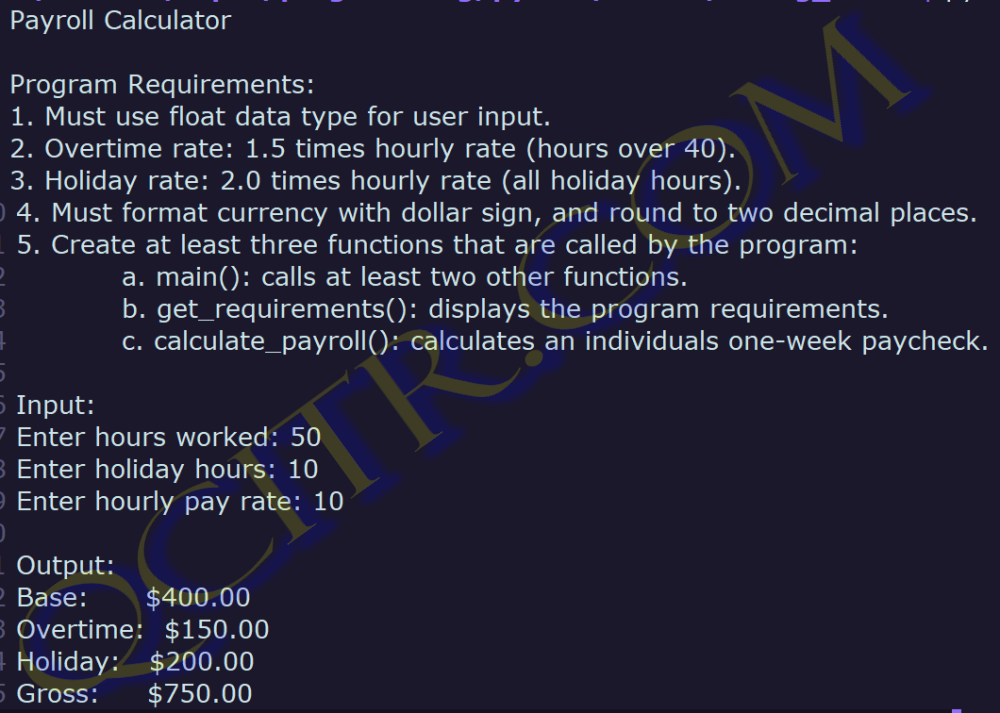 Payroll Calculator
Program Requirements:
1. Must use float data type for user input.
2. Overtime rate: 1.5 times hourly rate (hours over 40).
3. Holiday rate: 2.0 times hourly rate (all holiday hours).
4. Must format currency with dollar sign, and round to two decimal places.
5. Create at least three functions that are called by the program:
a. main(): calls at least two other functions.
b. get_requirements(): displays the program requirements.
c. calculate_payroll(): calculates an individuals one-week paycheck.
Input:
Enter hours worked: 50
Enter holiday hours: 10
Enter hourly pay rate: 10
Output:
Base: $400.00
Overtime: $150.00
Holiday: $200.00
Gross: $750.00
QCITR.COM